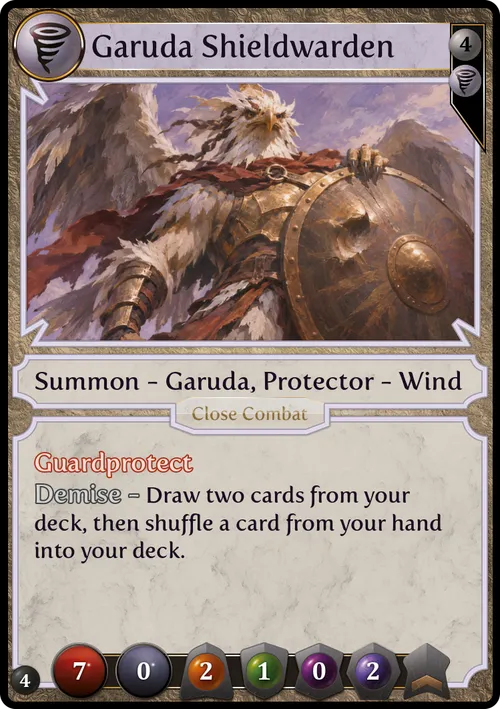 Garuda Shieldwarden
4
Summon – Garuda, Protector – Wind
Close Combat
Guardprotect
Demise – Draw two cards from your
deck, then shuffle a card from your hand
into your deck.
4 7* 0* 2 1 0 2